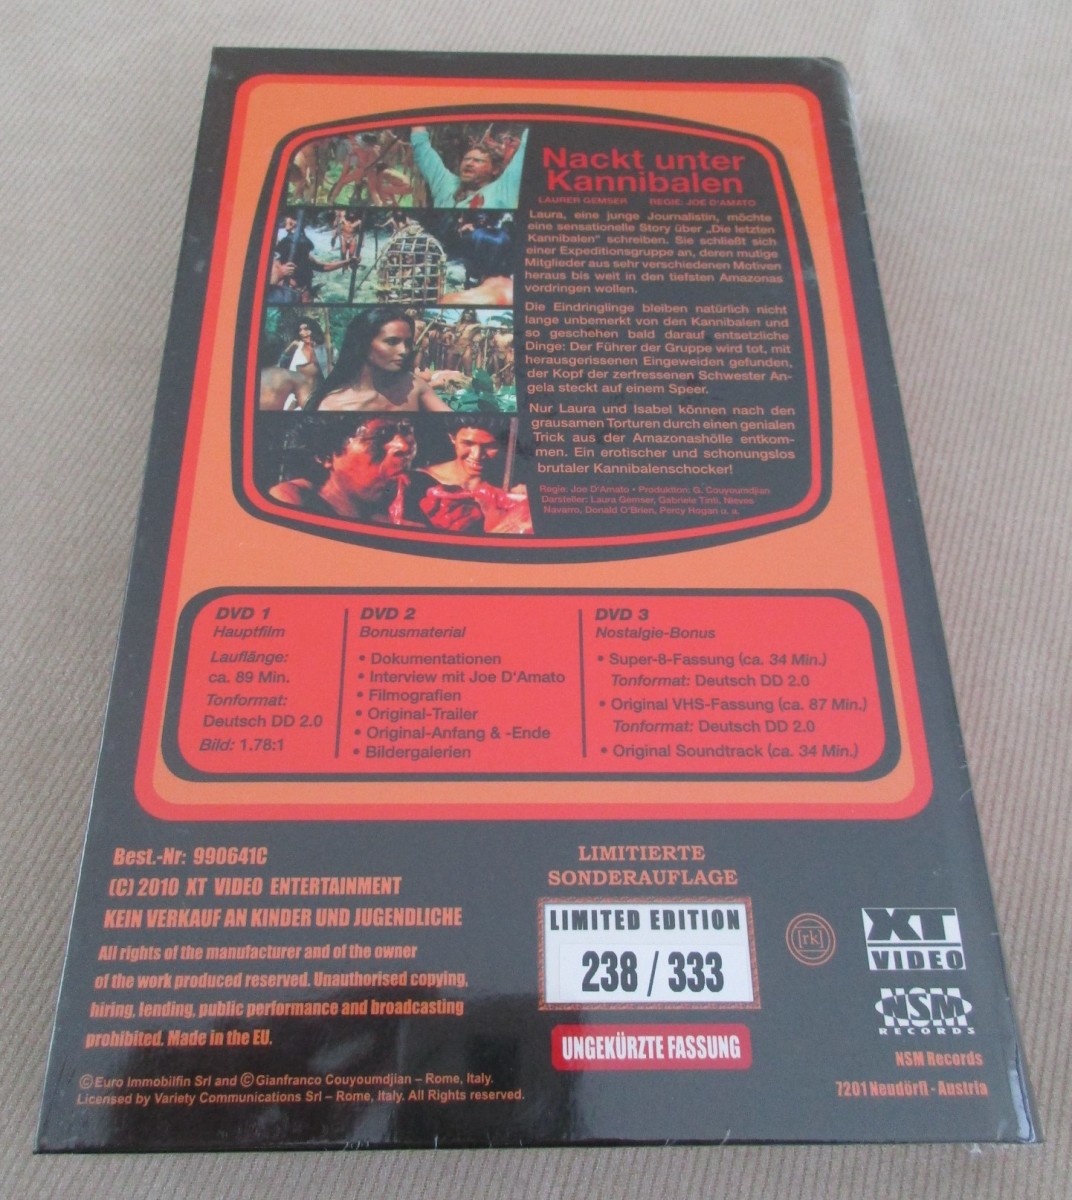 Nackt unter
Kannibalen
LAURER GEMSER REGIE: JOE D'AMATO
Laura, eine junge Journalistin, möchte
eine sensationelle Story über „Die letzten
Kannibalen" schreiben. Sie schließt sich
einer Expeditionsgruppe an, deren mutige
Mitglieder aus sehr verschiedenen Motiven
heraus bis weit in den tiefsten Amazonas
vordringen wollen.
Die Eindringlinge bleiben natürlich nicht
lange unbemerkt von den Kannibalen und
so geschehen bald darauf entsetzliche
Dinge: Der Führer der Gruppe wird tot, mit
herausgerissenen Eingeweiden gefunden,
der Kopf der zerfressenen Schwester An-
gela steckt auf einem Speer.
Nur Laura und Isabel können nach den
grausamen Torturen durch einen genialen
Trick aus der Amazonashölle entkom-
men. Ein erotischer und schonungslos
brutaler Kannibalenschocker!
Regie: Joe D'Amato • Produktion: G. Couyoumdjian
Darsteller: Laura Gemser, Gabriele Tinti, Nieves
Navarro, Donald O'Brien, Percy Hogan u. a.
DVD 1
Hauptfilm
Lauflänge:
ca. 89 Min.
Tonformat:
Deutsch DD 2.0
Bild: 1.78:1
DVD 2
Bonusmaterial
• Dokumentationen
• Interview mit Joe D'Amato
• Filmografien
• Original-Trailer
• Original-Anfang & -Ende
• Bildergalerien
DVD 3
Nostalgie-Bonus
• Super-8-Fassung (ca. 34 Min.)
Tonformat: Deutsch DD 2.0
• Original VHS-Fassung (ca. 87 Min.)
Tonformat: Deutsch DD 2.0
• Original Soundtrack (ca. 34 Min.)
Best.-Nr: 990641C
(C) 2010 XT VIDEO ENTERTAINMENT
KEIN VERKAUF AN KINDER UND JUGENDLICHE
All rights of the manufacturer and of the owner
of the work produced reserved. Unauthorised copying,
hiring, lending, public performance and broadcasting
prohibited. Made in the EU.
© Euro Immobilfin Srl and © Gianfranco Couyoumdjian – Rome, Italy.
Licensed by Variety Communications Srl – Rome, Italy. All Rights reserved.
LIMITIERTE
SONDERAUFLAGE
LIMITED EDITION
238 / 333
UNGEKÜRZTE FASSUNG
[rk]
XT
VIDEO
NSM
RECORDS
NSM Records
7201 Neudörfl - Austria